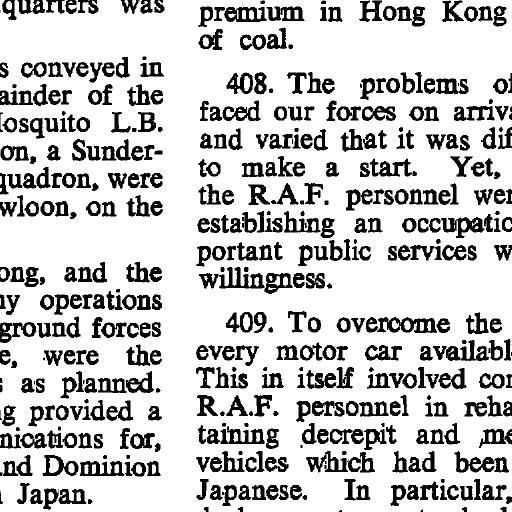 quarters was
s conveyed in
ainder of the
losquito L.B.
on, a Sunder-
quadron, were
wloon, on the
ong, and the
ny operations
ground forces
e, were the
s as planned.
ng provided a
nications for,
and Dominion
Japan.
premium in Hong Kong
of coal.
408. The problems of
faced our forces on arriva
and varied that it was dif
to make a start. Yet,
the R.A.F. personnel wer
establishing an occupatio
portant public services w
willingness.
409. To overcome the
every motor car availabl
This in itself involved con
R.A.F. personnel in reha
taining decrepit and me
vehicles which had been
Japanese. In particular,